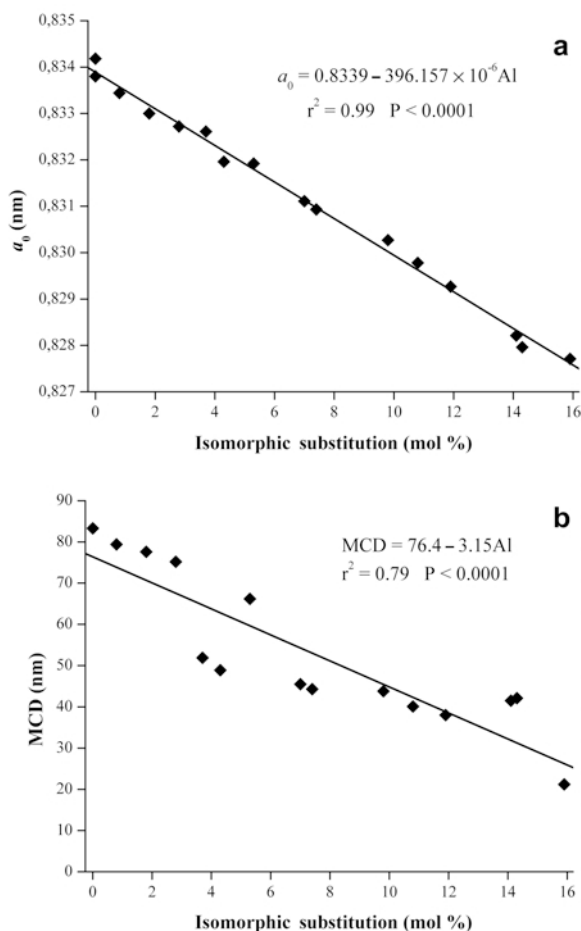 a
a₀ = 0.8339 – 396.157 × 10⁻⁶Al
r² = 0.99 P < 0.0001
0,835
0,834
0,833
0,832
0,831
0,830
0,829
0,828
0,827
a₀ (nm)
0 2 4 6 8 10 12 14 16
Isomorphic substitution (mol %)
b
MCD = 76.4 – 3.15Al
r² = 0.79 P < 0.0001
90
80
70
60
50
40
30
20
10
0
MCD (nm)
0 2 4 6 8 10 12 14 16
Isomorphic substitution (mol %)